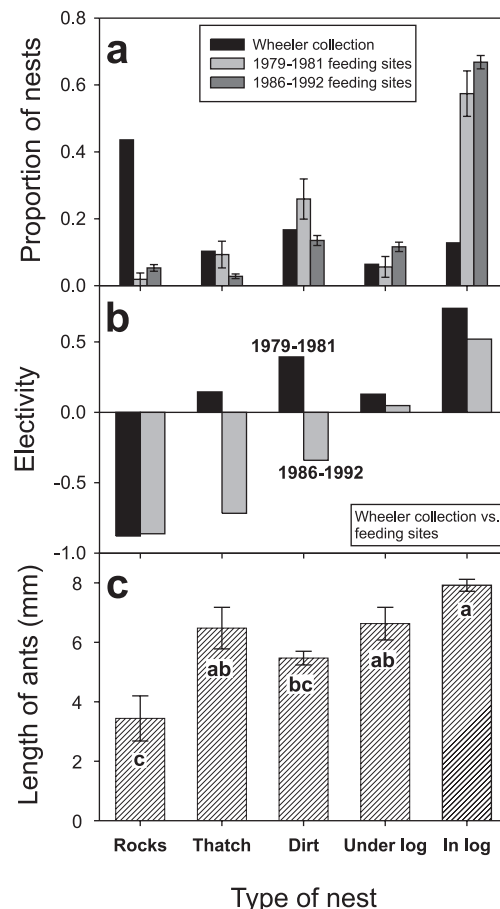 a
Wheeler collection
1979-1981 feeding sites
1986-1992 feeding sites
Proportion of nests
0.8
0.6
0.4
0.2
0.0
b
1979-1981
1986-1992
Electivity
0.5
0.0
-0.5
-1.0
Wheeler collection vs.
feeding sites
c
Length of ants (mm)
8
6
4
2
0
c
ab
bc
ab
a
Rocks Thatch Dirt Under log In log
Type of nest